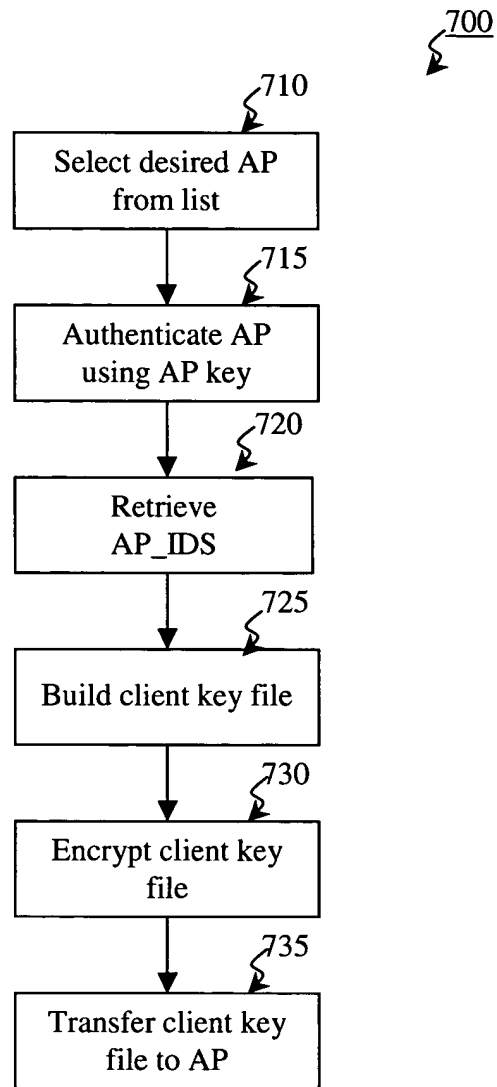 700
710
Select desired AP
from list
715
Authenticate AP
using AP key
720
Retrieve
AP_IDS
725
Build client key file
730
Encrypt client key
file
735
Transfer client key
file to AP